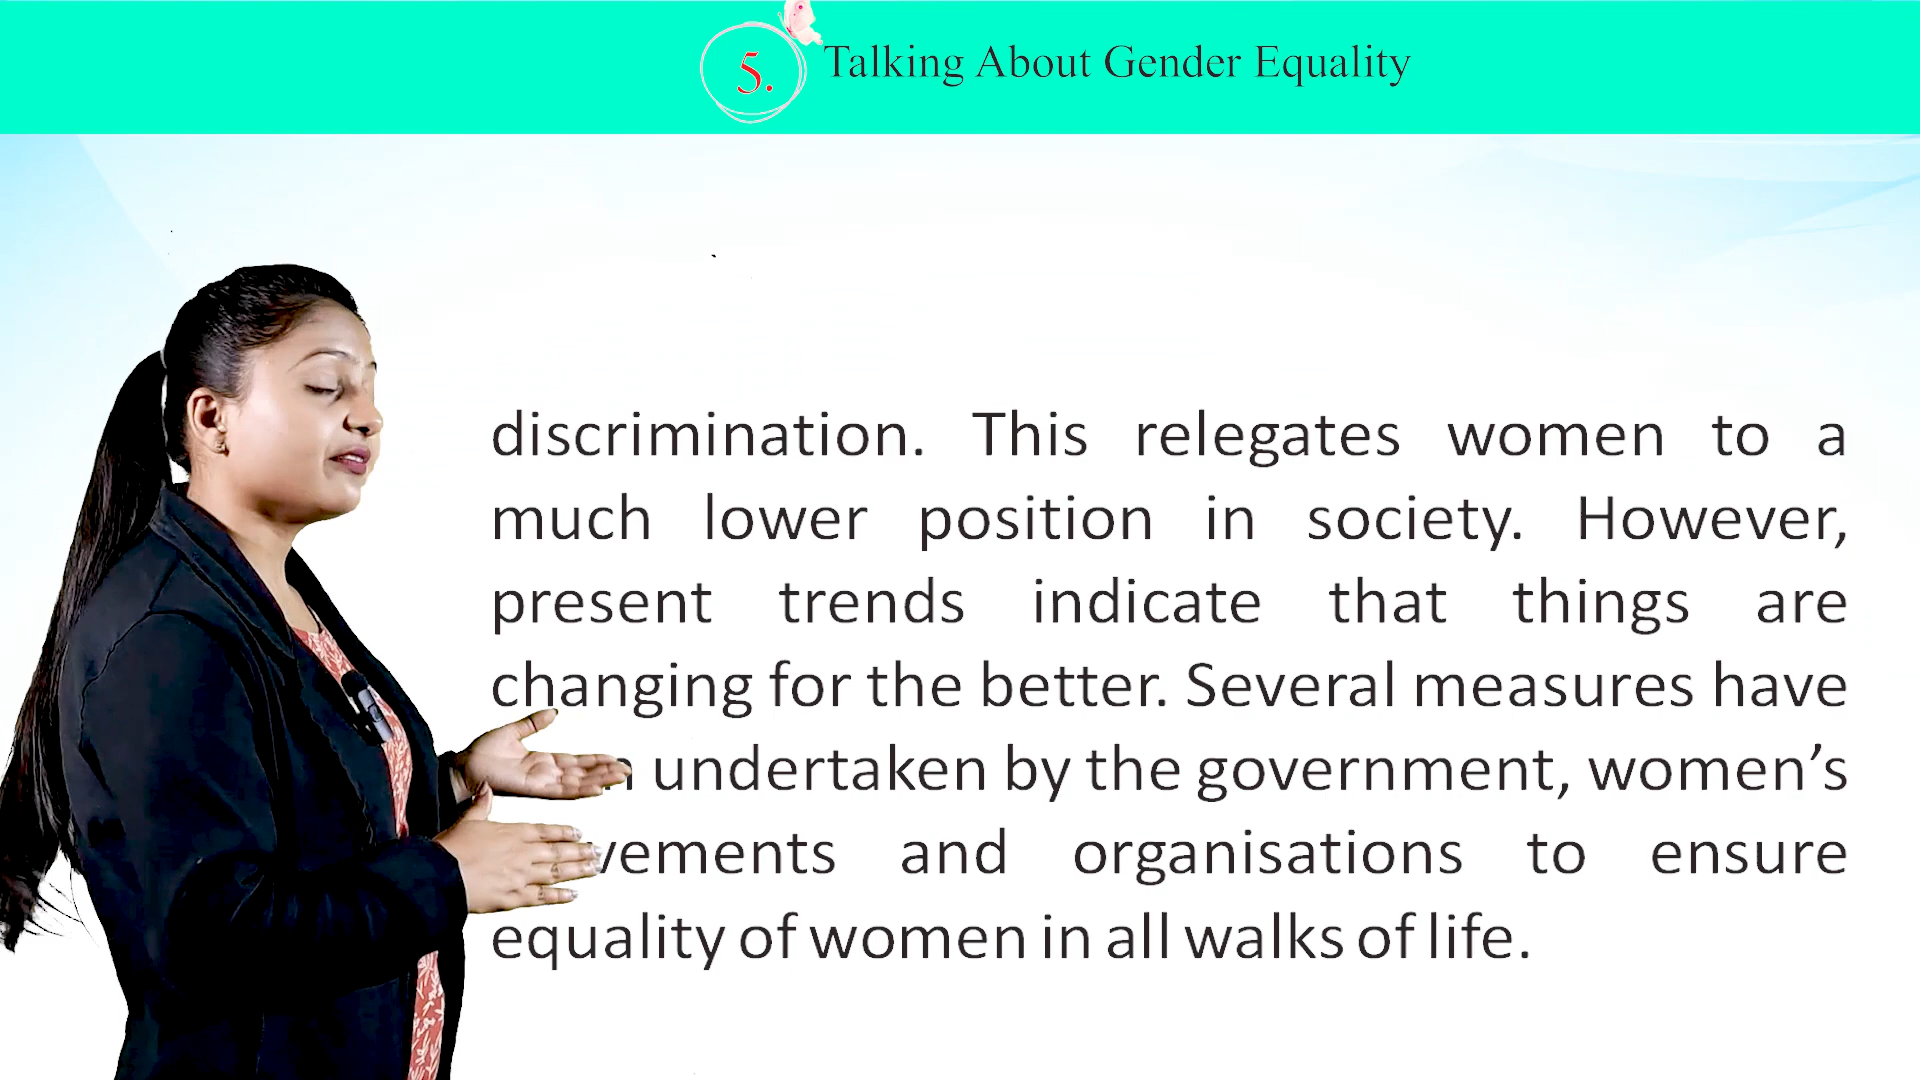 5. Talking About Gender Equality
discrimination. This relegates women to a
much lower position in society. However,
present trends indicate that things are
changing for the better. Several measures have
undertaken by the government, women’s
and organisations to ensure
equality of women in all walks of life.